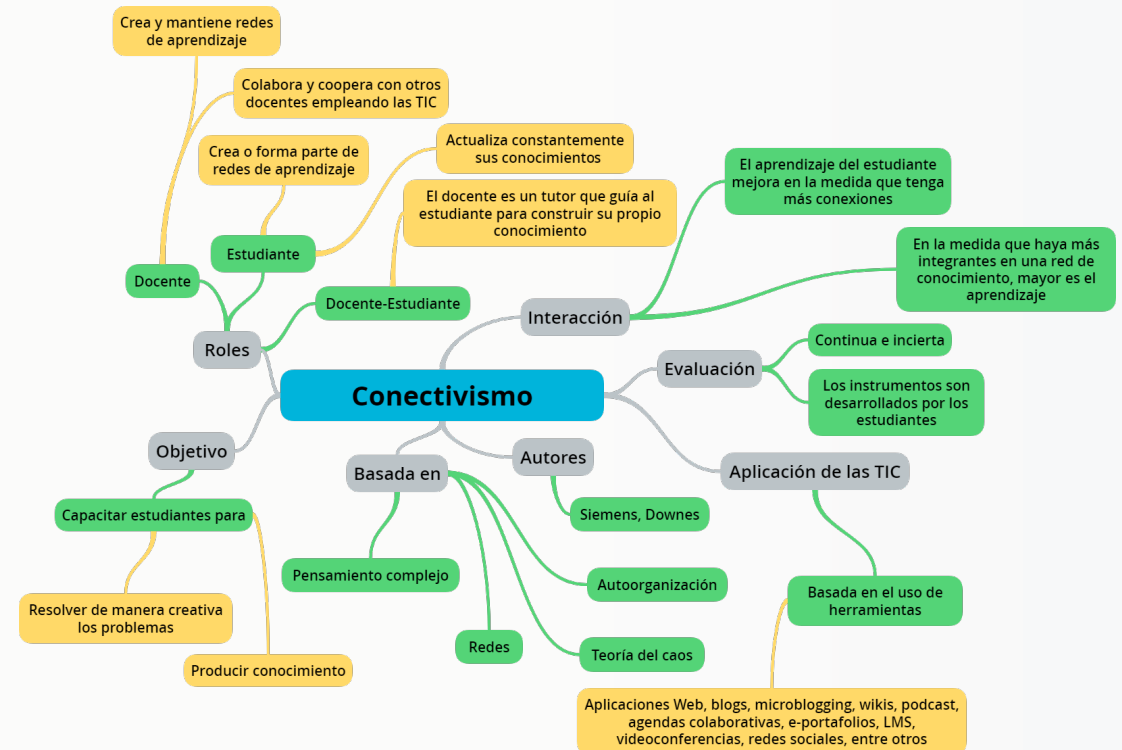 Crea y mantiene redes
de aprendizaje
Colabora y coopera con otros
docentes empleando las TIC
Crea o forma parte de
redes de aprendizaje
Actualiza constantemente
sus conocimientos
El docente es un tutor que guía al
estudiante para construir su propio
conocimiento
Estudiante
Docente
Docente-Estudiante
Roles
El aprendizaje del estudiante
mejora en la medida que tenga
más conexiones
En la medida que haya más
integrantes en una red de
conocimiento, mayor es el
aprendizaje
Interacción
Continua e incierta
Evaluación
Los instrumentos son
desarrollados por los
estudiantes
Conectivismo
Objetivo
Capacitar estudiantes para
Resolver de manera creativa
los problemas
Producir conocimiento
Basada en
Pensamiento complejo
Redes
Teoría del caos
Autoorganización
Autores
Siemens, Downes
Aplicación de las TIC
Basada en el uso de
herramientas
Aplicaciones Web, blogs, microblogging, wikis, podcast,
agendas colaborativas, e-portafolios, LMS,
videoconferencias, redes sociales, entre otros